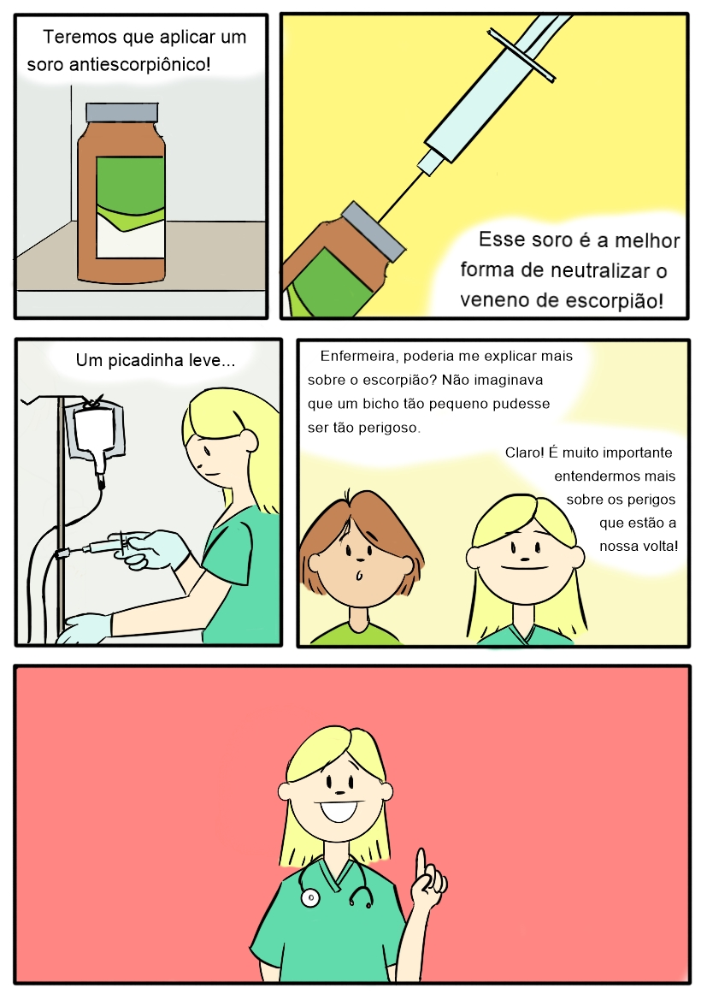 Teremos que aplicar um
soro antiescorpiônico!
Esse soro é a melhor
forma de neutralizar o
veneno de escorpião!
Um picadinha leve...
Enfermeira, poderia me explicar mais
sobre o escorpião? Não imaginava
que um bicho tão pequeno pudesse
ser tão perigoso.
Claro! É muito importante
entendermos mais
sobre os perigos
que estão a
nossa volta!